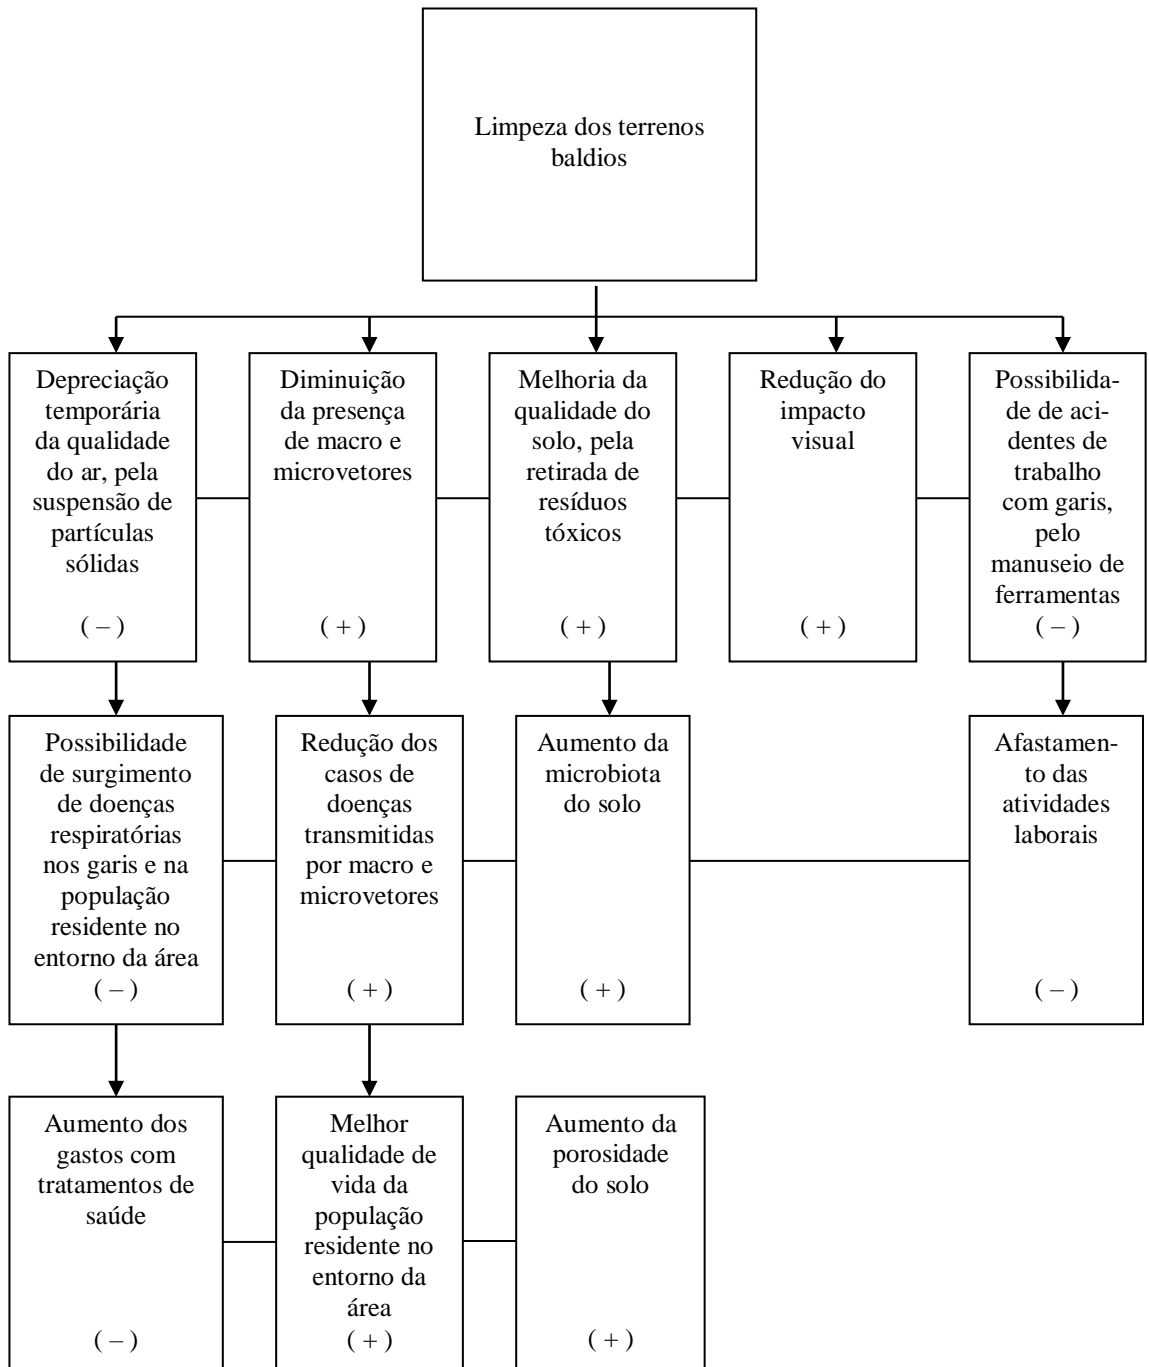 Limpeza dos terrenos
baldios
Depreciação
temporária
da qualidade
do ar, pela
suspensão de
partículas
sólidas
( – )
Diminuição
da presença
de macro e
microvetores
( + )
Melhoria da
qualidade do
solo, pela
retirada de
resíduos
tóxicos
( + )
Redução do
impacto
visual
( + )
Possibilida-
de de aci-
dentes de
trabalho
com garis,
pelo
manuseio de
ferramentas
( – )
Possibilidade
de surgimento
de doenças
respiratórias
nos garis e na
população
residente no
entorno da área
( – )
Redução dos
casos de
doenças
transmitidas
por macro e
microvetores
( + )
Aumento da
microbiota
do solo
( + )
Afastamen-
to das
atividades
laborais
( – )
Aumento dos
gastos com
tratamentos de
saúde
( – )
Melhor
qualidade de
vida da
população
residente no
entorno da
área
( + )
Aumento da
porosidade
do solo
( + )